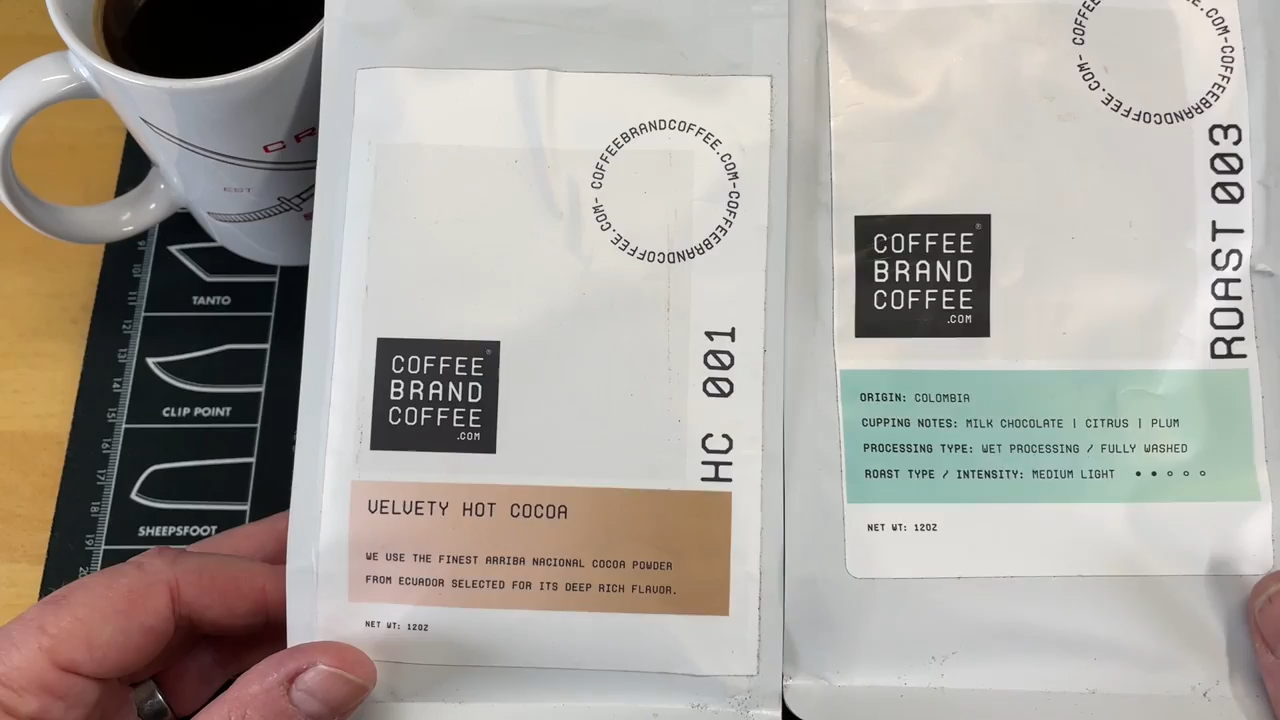 COFFEEBRANDCOFFEE.COM-COFFEEBRANDCOFFEE.COM-
COFFEE
BRAND
COFFEE
.COM
®
HC 001
VELVETY HOT COCOA
WE USE THE FINEST ARRIBA NACIONAL COCOA POWDER
FROM ECUADOR SELECTED FOR ITS DEEP RICH FLAVOR.
NET WT: 12OZ
COFFEEBRANDCOFFEE.COM-
ROAST 003
COFFEE
BRAND
COFFEE
.COM
®
ORIGIN: COLOMBIA
CUPPING NOTES: MILK CHOCOLATE | CITRUS | PLUM
PROCESSING TYPE: WET PROCESSING / FULLY WASHED
ROAST TYPE / INTENSITY: MEDIUM LIGHT
NET WT: 12OZ
EST
TANTO
CLIP POINT
SHEEPSFOOT